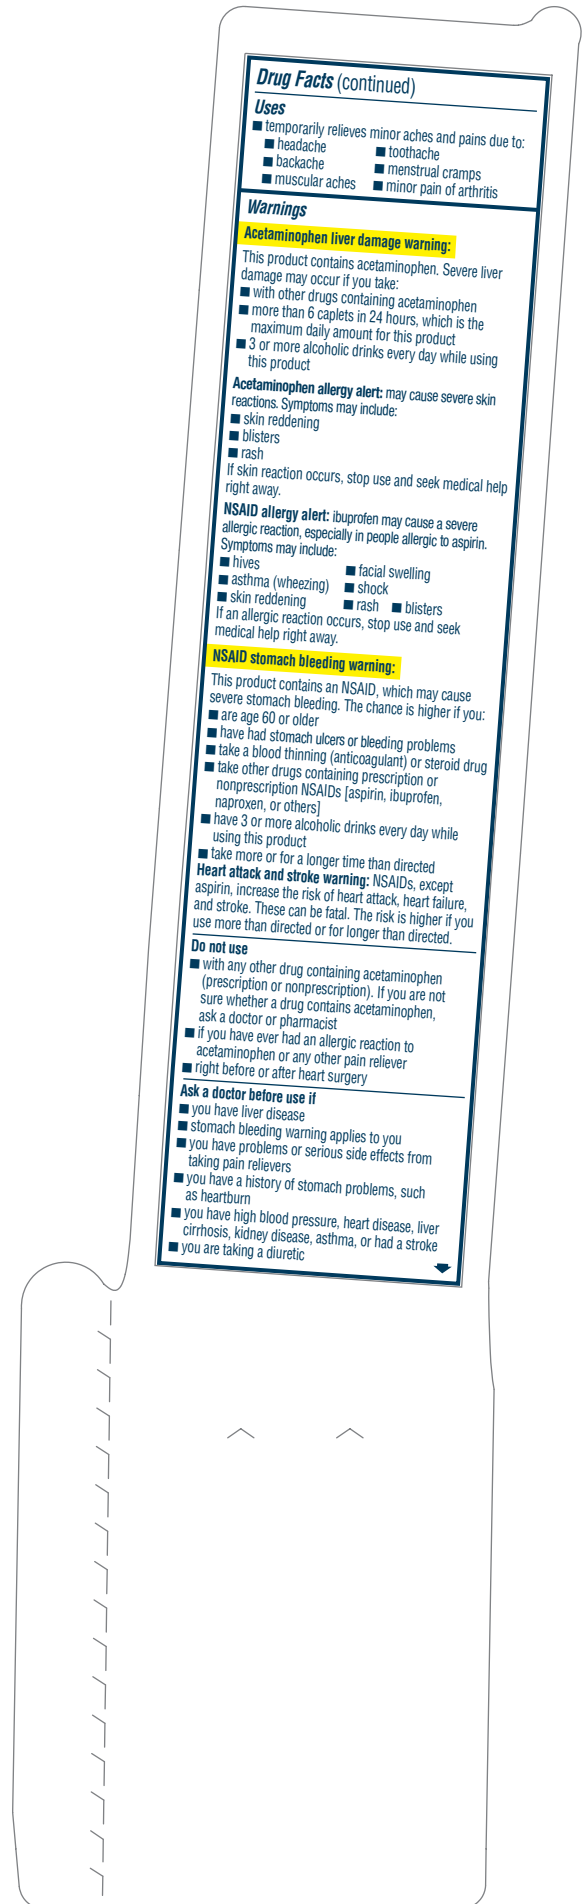 Drug Facts (continued)
Uses
■ temporarily relieves minor aches and pains due to:
■ headache ■ toothache
■ backache ■ menstrual cramps
■ muscular aches ■ minor pain of arthritis
Warnings
Acetaminophen liver damage warning:
This product contains acetaminophen. Severe liver
damage may occur if you take:
■ with other drugs containing acetaminophen
■ more than 6 caplets in 24 hours, which is the
maximum daily amount for this product
■ 3 or more alcoholic drinks every day while using
this product
Acetaminophen allergy alert: may cause severe skin
reactions. Symptoms may include:
■ skin reddening
■ blisters
■ rash
If skin reaction occurs, stop use and seek medical help
right away.
NSAID allergy alert: ibuprofen may cause a severe
allergic reaction, especially in people allergic to aspirin.
Symptoms may include:
■ hives ■ facial swelling
■ asthma (wheezing) ■ shock
■ skin reddening ■ rash ■ blisters
If an allergic reaction occurs, stop use and seek
medical help right away.
NSAID stomach bleeding warning:
This product contains an NSAID, which may cause
severe stomach bleeding. The chance is higher if you:
■ are age 60 or older
■ have had stomach ulcers or bleeding problems
■ take a blood thinning (anticoagulant) or steroid drug
■ take other drugs containing prescription or
nonprescription NSAIDs [aspirin, ibuprofen,
naproxen, or others]
■ have 3 or more alcoholic drinks every day while
using this product
■ take more or for a longer time than directed
Heart attack and stroke warning: NSAIDs, except
aspirin, increase the risk of heart attack, heart failure,
and stroke. These can be fatal. The risk is higher if you
use more than directed or for longer than directed.
Do not use
■ with any other drug containing acetaminophen
(prescription or nonprescription). If you are not
sure whether a drug contains acetaminophen,
ask a doctor or pharmacist
■ if you have ever had an allergic reaction to
acetaminophen or any other pain reliever
■ right before or after heart surgery
Ask a doctor before use if
■ you have liver disease
■ stomach bleeding warning applies to you
■ you have problems or serious side effects from
taking pain relievers
■ you have a history of stomach problems, such
as heartburn
■ you have high blood pressure, heart disease, liver
cirrhosis, kidney disease, asthma, or had a stroke
■ you are taking a diuretic